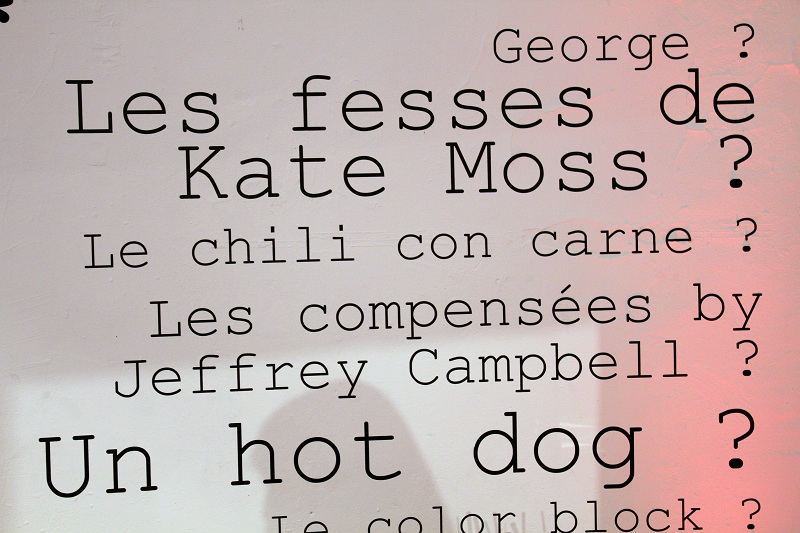 George ?
Les fesses de
Kate Moss ?
Le chili con carne ?
Les compensées by
Jeffrey Campbell ?
Un hot dog ?
Le color block ?